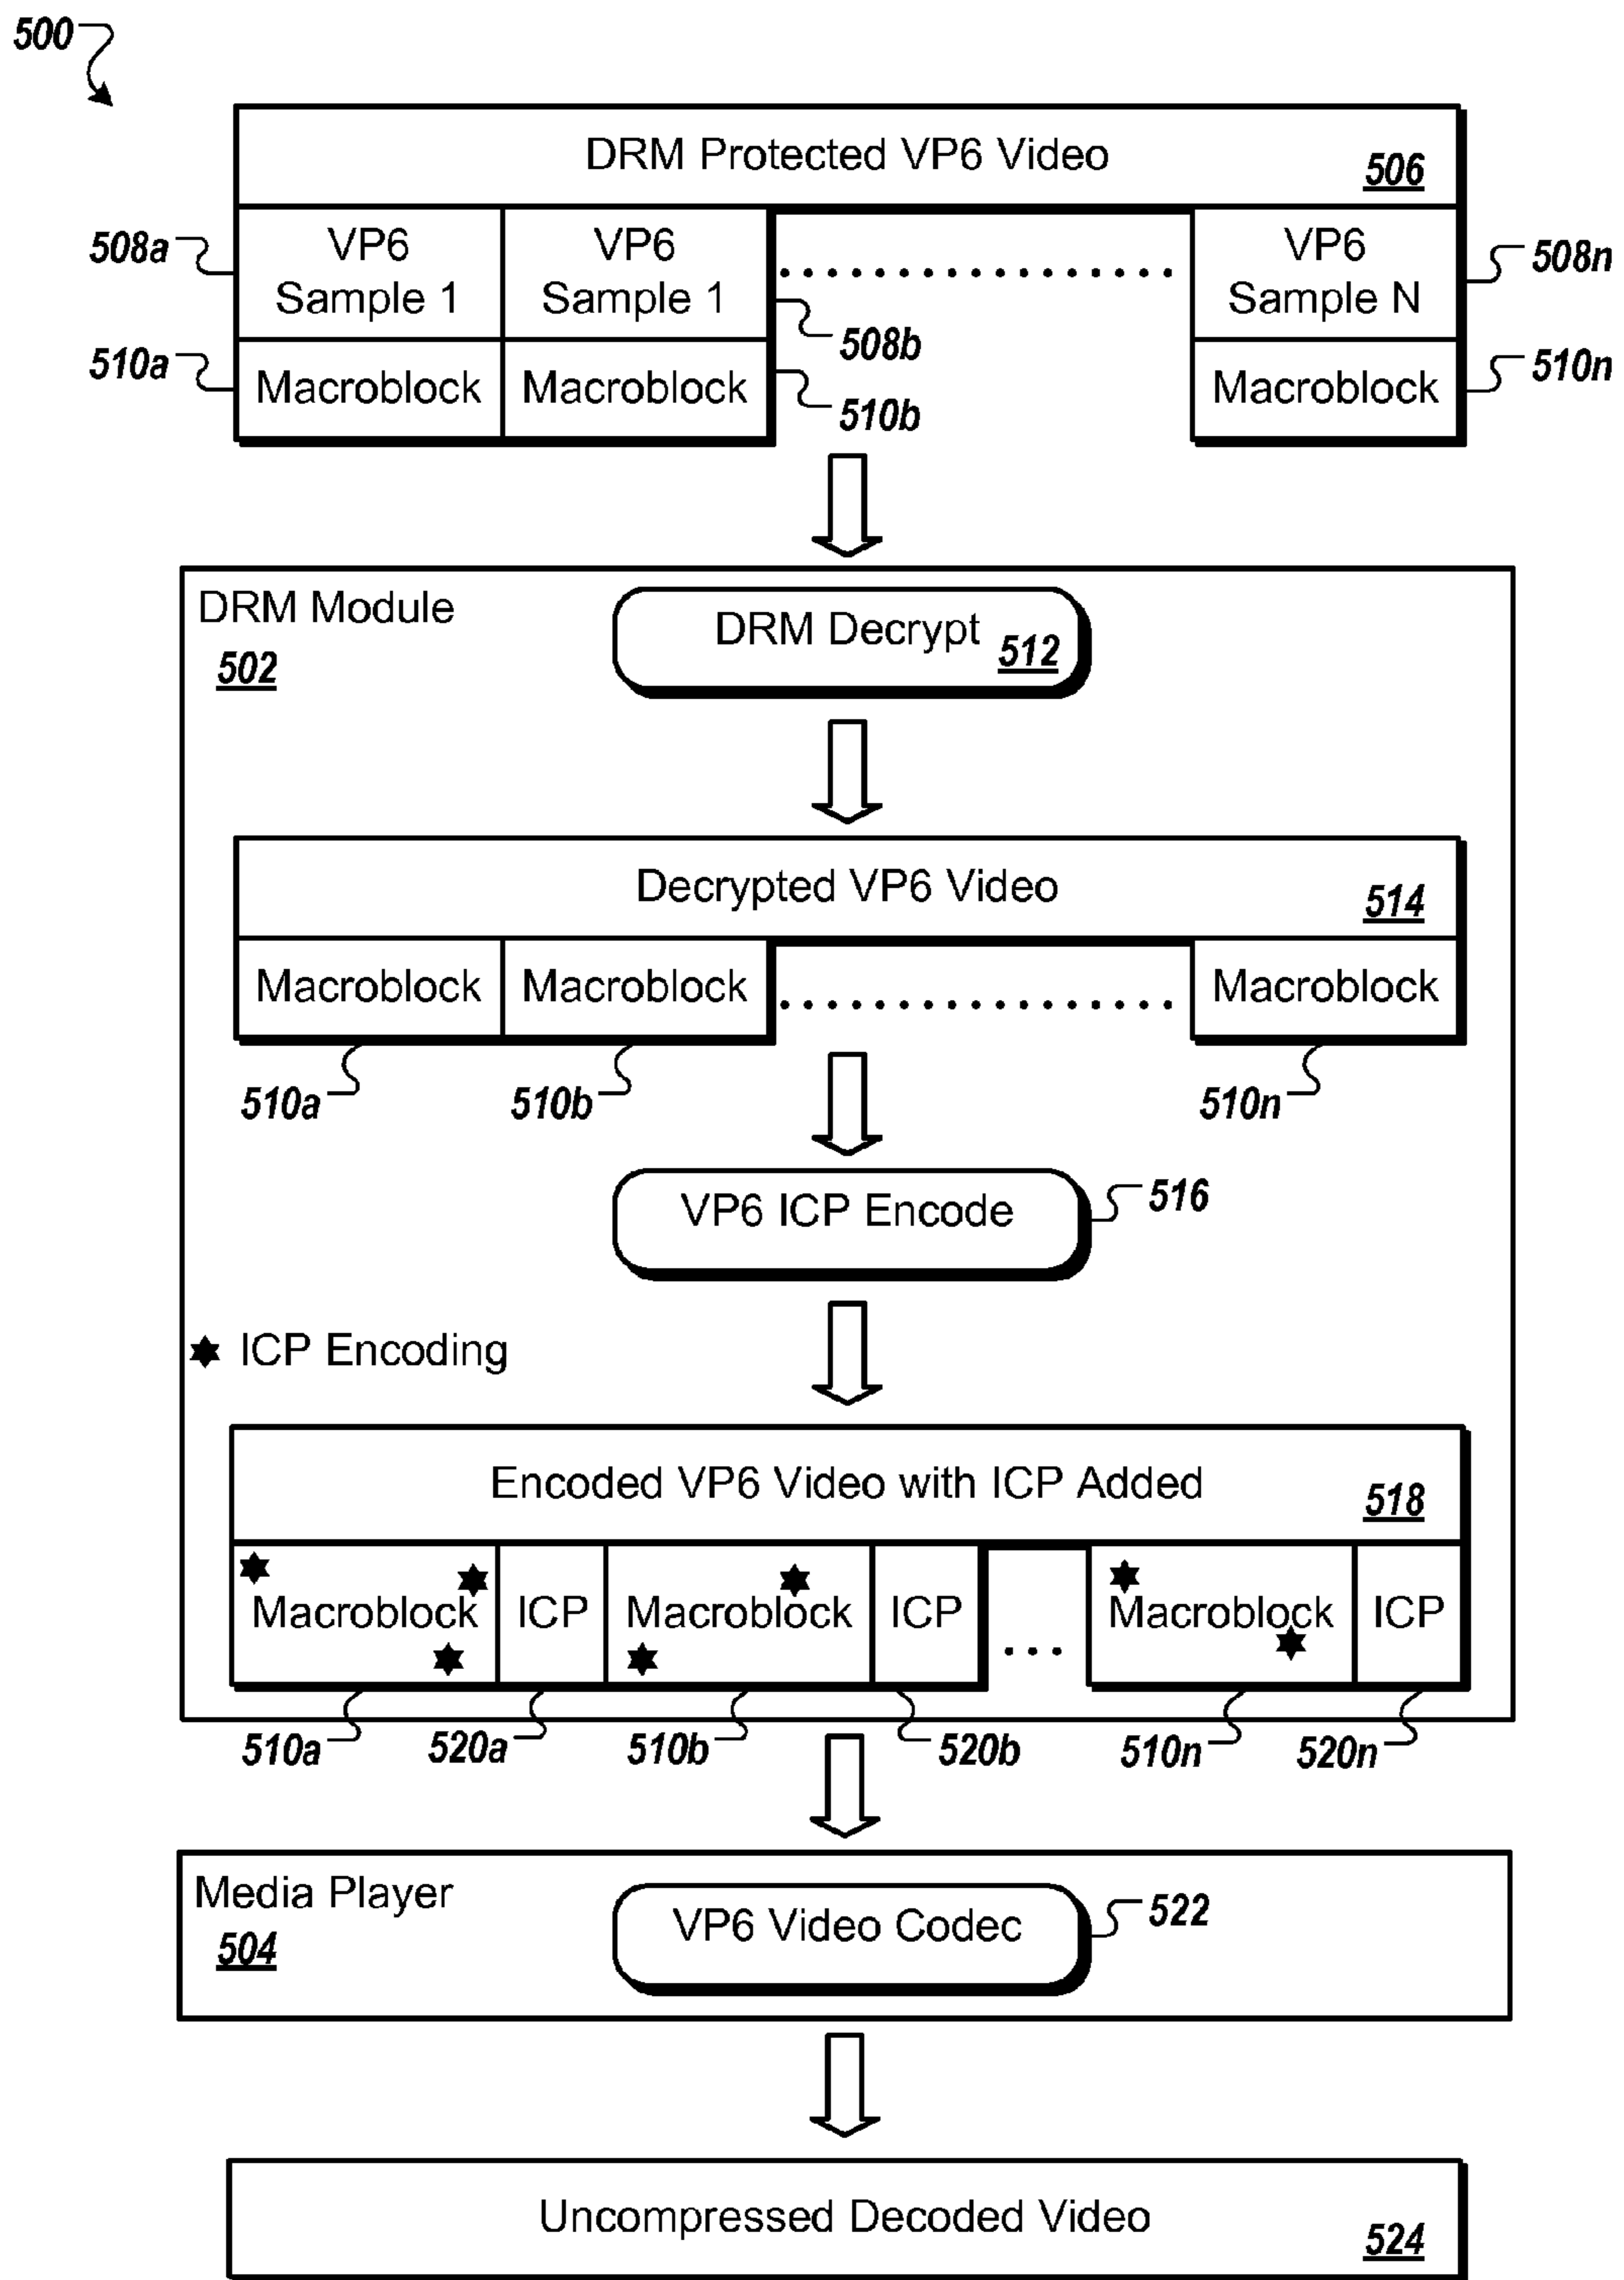 500
DRM Protected VP6 Video
506
508a
VP6
Sample 1
VP6
Sample 1
VP6
Sample N
508n
508b
510a
Macroblock
Macroblock
510b
Macroblock
510n
DRM Module
502
DRM Decrypt
512
Decrypted VP6 Video
514
Macroblock
Macroblock
Macroblock
510a
510b
510n
VP6 ICP Encode
516
ICP Encoding
Encoded VP6 Video with ICP Added
518
Macroblock
ICP
Macroblock
ICP
Macroblock
ICP
510a
520a
510b
520b
510n
520n
Media Player
504
VP6 Video Codec
522
Uncompressed Decoded Video
524